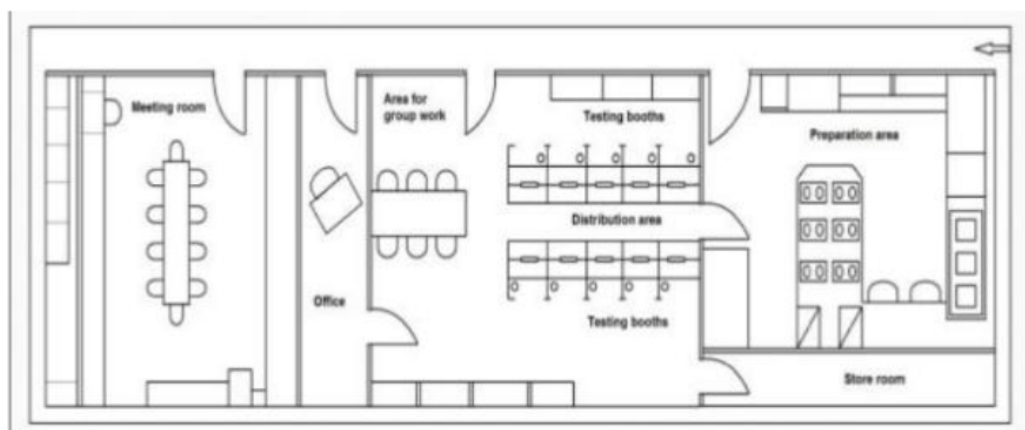 Meeting room
Area for
group work
Testing booths
Preparation area
Distribution area
Office
Testing booths
Store room